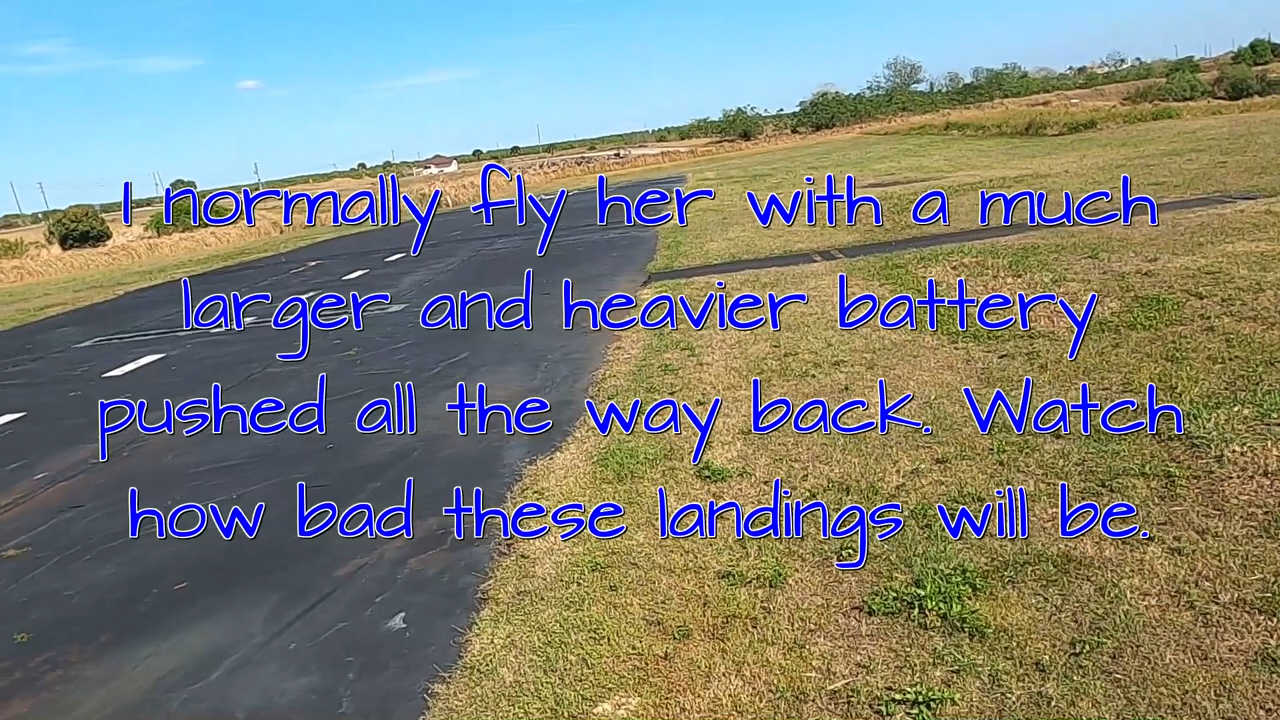 I normally fly her with a much
larger and heavier battery
pushed all the way back. Watch
how bad these landings will be.